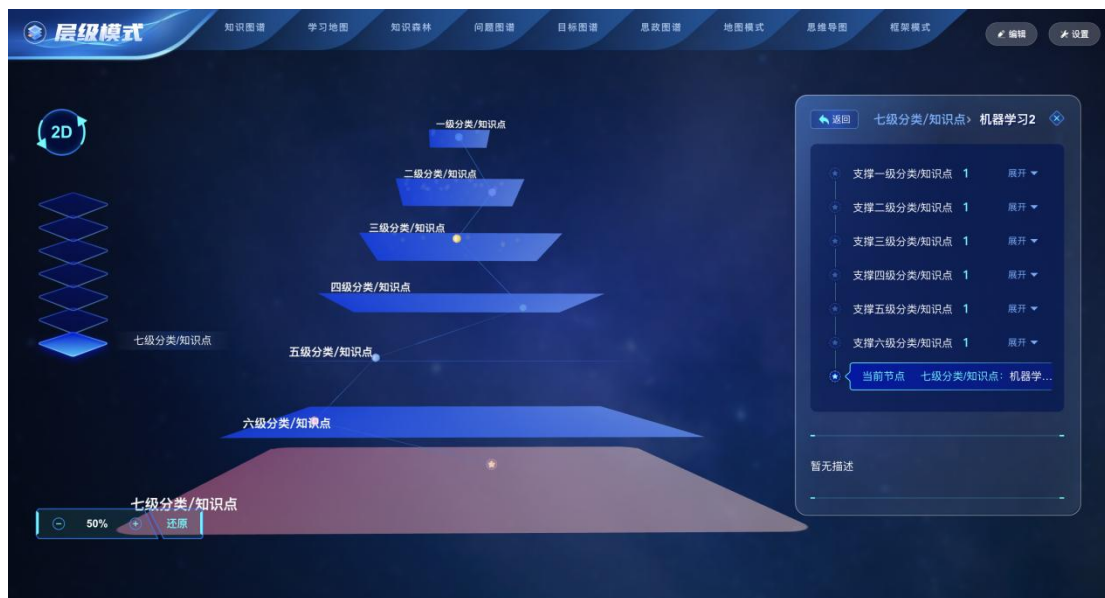 层级模式
知识图谱
学习地图
知识森林
问题图谱
目标图谱
思政图谱
地图模式
思维导图
框架模式
编辑
设置
2D
七级分类/知识点
一级分类/知识点
二级分类/知识点
三级分类/知识点
四级分类/知识点
五级分类/知识点
六级分类/知识点
七级分类/知识点
50%
还原
返回 七级分类/知识点› 机器学习2
支撑一级分类/知识点 1 展开
支撑二级分类/知识点 1 展开
支撑三级分类/知识点 1 展开
支撑四级分类/知识点 1 展开
支撑五级分类/知识点 1 展开
支撑六级分类/知识点 1 展开
当前节点 七级分类/知识点：机器学...
暂无描述